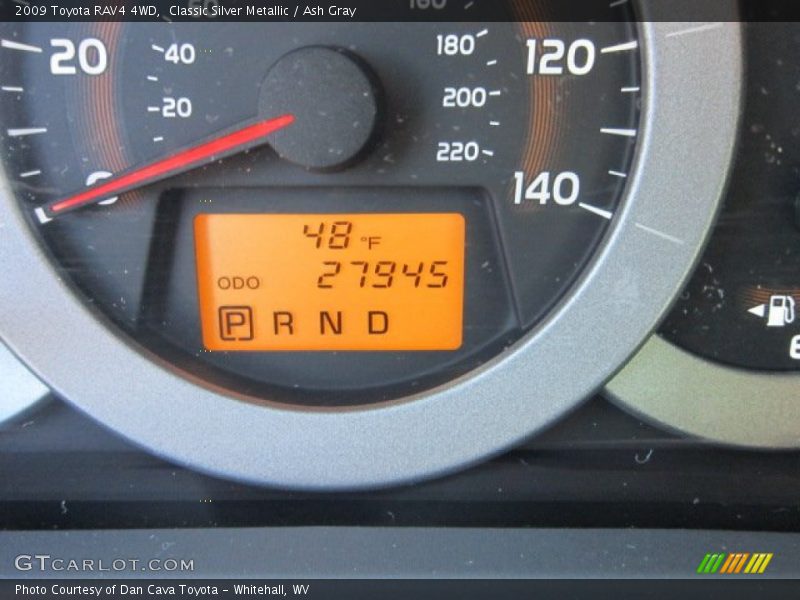 2009 Toyota RAV4 4WD, Classic Silver Metallic / Ash Gray
20 40 180 120
20 200
220
0 140
48 °F
ODO 27945
P R N D
E
GTCARLOT.COM
Photo Courtesy of Dan Cava Toyota - Whitehall, WV